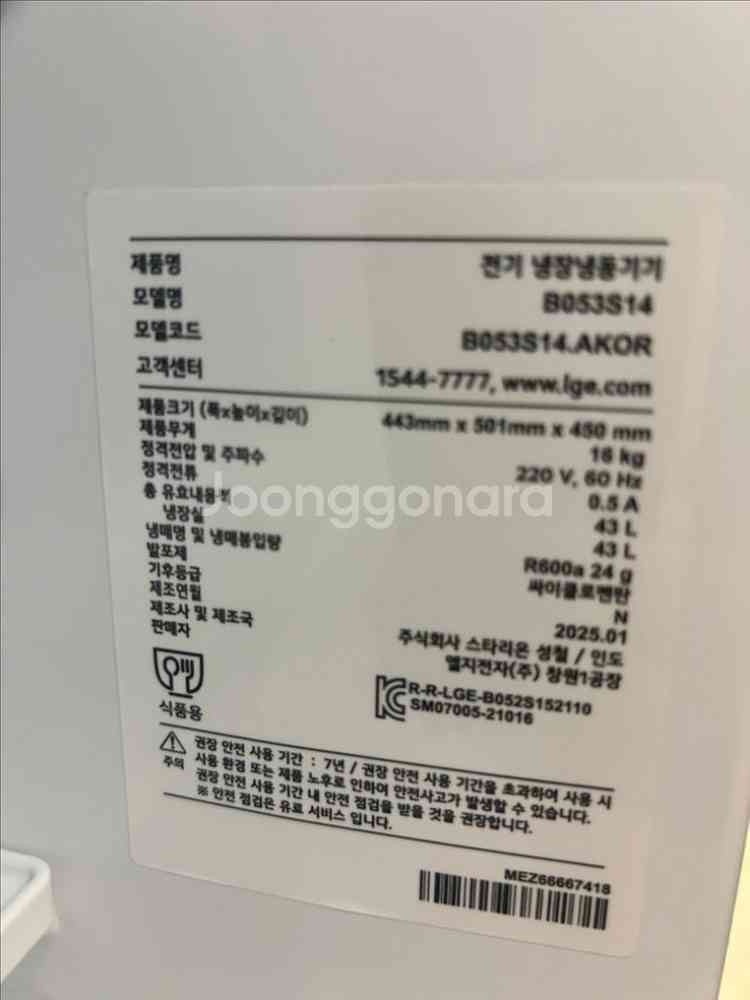 제품명 전기 냉장냉동기기
모델명 B053S14
모델코드 B053S14.AKOR
고객센터 1544-7777, www.lge.com
제품크기 (폭x높이x깊이) 443mm x 501mm x 450 mm
제품무게 16 kg
정격전압 및 주파수 220 V, 60 Hz
정격전류 0.5 A
총 유효내용적 43 L
냉장실 43 L
냉매명 및 냉매봉입량 R600a 24 g
발포제 싸이클로펜탄
기후등급 N
제조연월 2025.01
제조사 및 제조국 주식회사 스타리온 성철 / 인도
판매자 엘지전자(주) 창원1공장
Joonggonara
식품용
R-R-LGE-B052S152110
SM07005-21016
주의
권장 안전 사용 기간 : 7년 / 권장 안전 사용 기간을 초과하여 사용 시
사용 환경 또는 제품 노후로 인하여 안전사고가 발생할 수 있습니다.
권장 안전 사용 기간 내 안전 점검을 받을 것을 권장합니다.
※ 안전 점검은 유료 서비스 입니다.
MEZ66667418